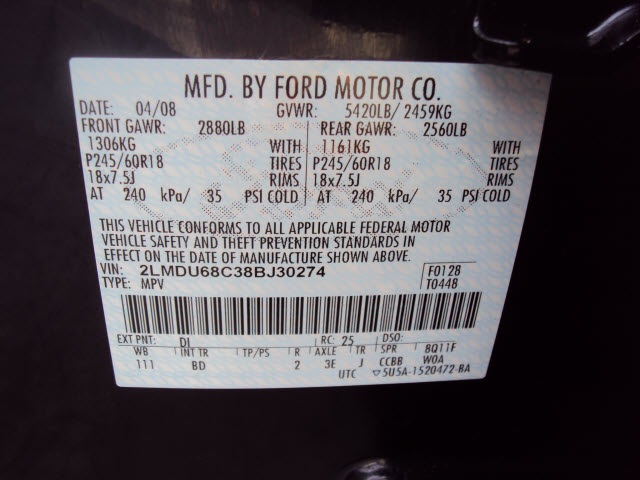 MFD. BY FORD MOTOR CO.
DATE: 04/08 GVWR: 5420LB/ 2459KG
FRONT GAWR: 2880LB REAR GAWR: 2560LB
1306KG WITH 1161KG WITH
P245/60R18 TIRES P245/60R18 TIRES
18x7.5J RIMS 18x7.5J RIMS
AT 240 kPa/ 35 PSI COLD AT 240 kPa/ 35 PSI COLD
THIS VEHICLE CONFORMS TO ALL APPLICABLE FEDERAL MOTOR
VEHICLE SAFETY AND THEFT PREVENTION STANDARDS IN
EFFECT ON THE DATE OF MANUFACTURE SHOWN ABOVE.
VIN: 2LMDU68C38BJ30274 F0128
TYPE: MPV T0448
EXT PNT: DI RC: 25 DSO:
WB INT TR TP/PS R AXLE TR SPR 8Q11F
111 BD 2 3E J CCBB WOA
UTC ▽5U5A-1520472-BA